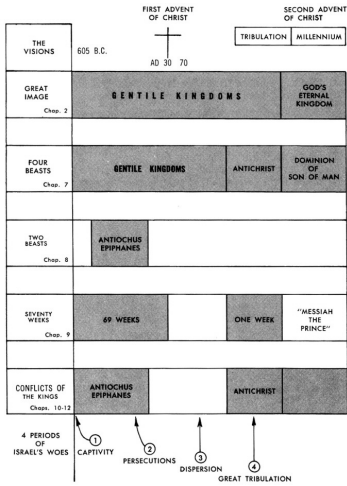 FIRST ADVENT
OF CHRIST
SECOND ADVENT
OF CHRIST
THE
VISIONS
605 B.C.
AD 30 70
TRIBULATION
MILLENNIUM
GREAT
IMAGE
Chap. 2
GENTILE KINGDOMS
GOD'S
ETERNAL
KINGDOM
FOUR
BEASTS
Chap. 7
GENTILE KINGDOMS
ANTICHRIST
DOMINION
OF
SON OF MAN
TWO
BEASTS
Chap. 8
ANTIOCHUS
EPIPHANES
SEVENTY
WEEKS
Chap. 9
69 WEEKS
ONE WEEK
"MESSIAH
THE
PRINCE"
CONFLICTS OF
THE KINGS
Chaps. 10-12
ANTIOCHUS
EPIPHANES
ANTICHRIST
4 PERIODS
OF
ISRAEL'S WOES
1
CAPTIVITY
2
PERSECUTIONS
3
DISPERSION
4
GREAT TRIBULATION